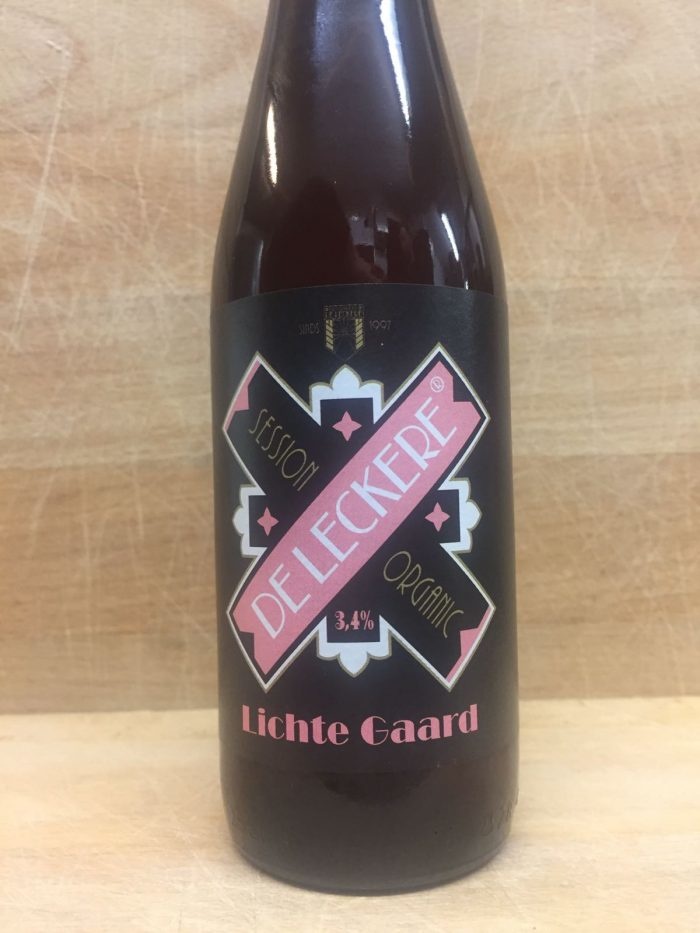 SINDS 1997
SESSION
DE LECKERE
ORGANIC
3,4%
Lichte Gaard